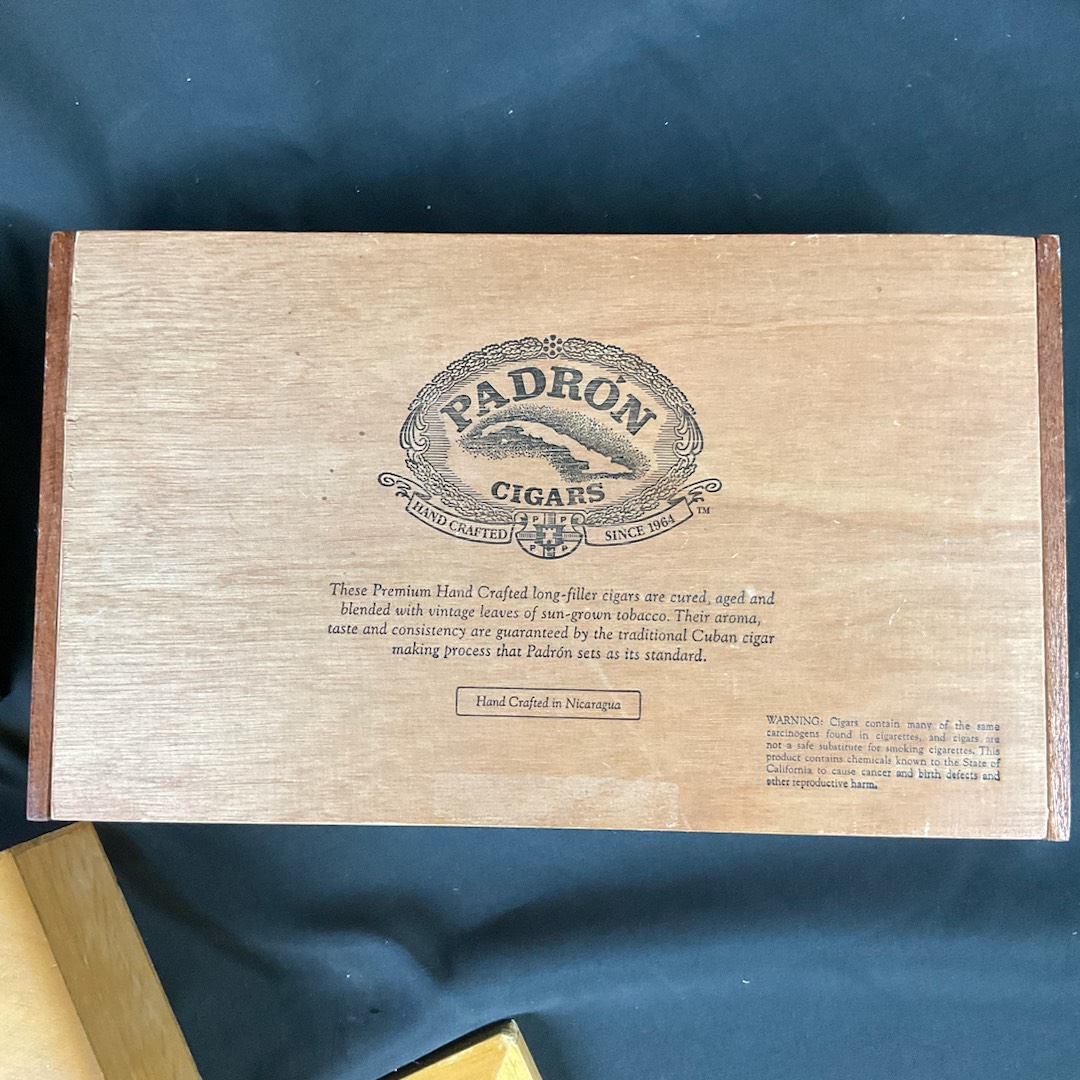 PADRÓN
CIGARS
HAND CRAFTED
SINCE 1964
TM
P P
P P
These Premium Hand Crafted long-filler cigars are cured, aged and
blended with vintage leaves of sun-grown tobacco. Their aroma,
taste and consistency are guaranteed by the traditional Cuban cigar
making process that Padrón sets as its standard.
Hand Crafted in Nicaragua
WARNING: Cigars contain many of the same
carcinogens found in cigarettes, and cigars are
not a safe substitute for smoking cigarettes. This
product contains chemicals known to the State of
California to cause cancer and birth defects and
other reproductive harm.